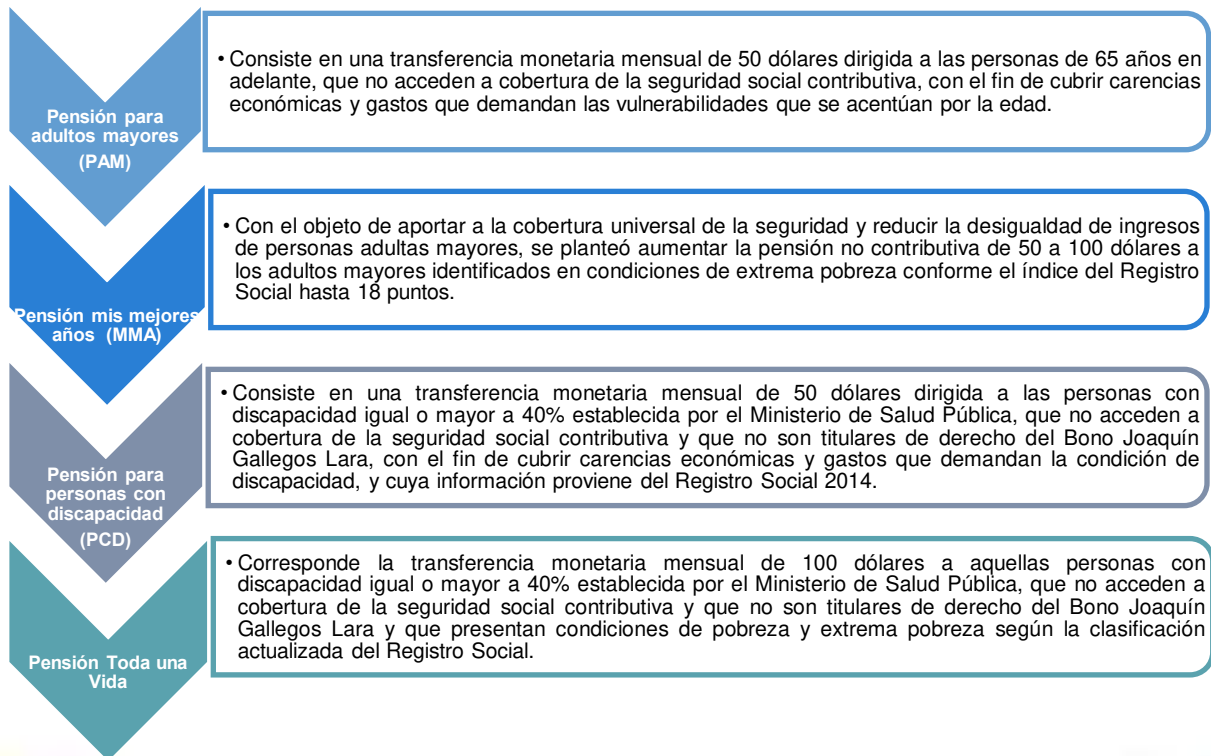 Pensión para
adultos mayores
(PAM)
• Consiste en una transferencia monetaria mensual de 50 dólares dirigida a las personas de 65 años en
adelante, que no acceden a cobertura de la seguridad social contributiva, con el fin de cubrir carencias
económicas y gastos que demandan las vulnerabilidades que se acentúan por la edad.
Pensión mis mejores
años (MMA)
• Con el objeto de aportar a la cobertura universal de la seguridad y reducir la desigualdad de ingresos
de personas adultas mayores, se planteó aumentar la pensión no contributiva de 50 a 100 dólares a
los adultos mayores identificados en condiciones de extrema pobreza conforme el índice del Registro
Social hasta 18 puntos.
Pensión para
personas con
discapacidad
(PCD)
• Consiste en una transferencia monetaria mensual de 50 dólares dirigida a las personas con
discapacidad igual o mayor a 40% establecida por el Ministerio de Salud Pública, que no acceden a
cobertura de la seguridad social contributiva y que no son titulares de derecho del Bono Joaquín
Gallegos Lara, con el fin de cubrir carencias económicas y gastos que demandan la condición de
discapacidad, y cuya información proviene del Registro Social 2014.
Pensión Toda una
Vida
• Corresponde la transferencia monetaria mensual de 100 dólares a aquellas personas con
discapacidad igual o mayor a 40% establecida por el Ministerio de Salud Pública, que no acceden a
cobertura de la seguridad social contributiva y que no son titulares de derecho del Bono Joaquín
Gallegos Lara y que presentan condiciones de pobreza y extrema pobreza según la clasificación
actualizada del Registro Social.